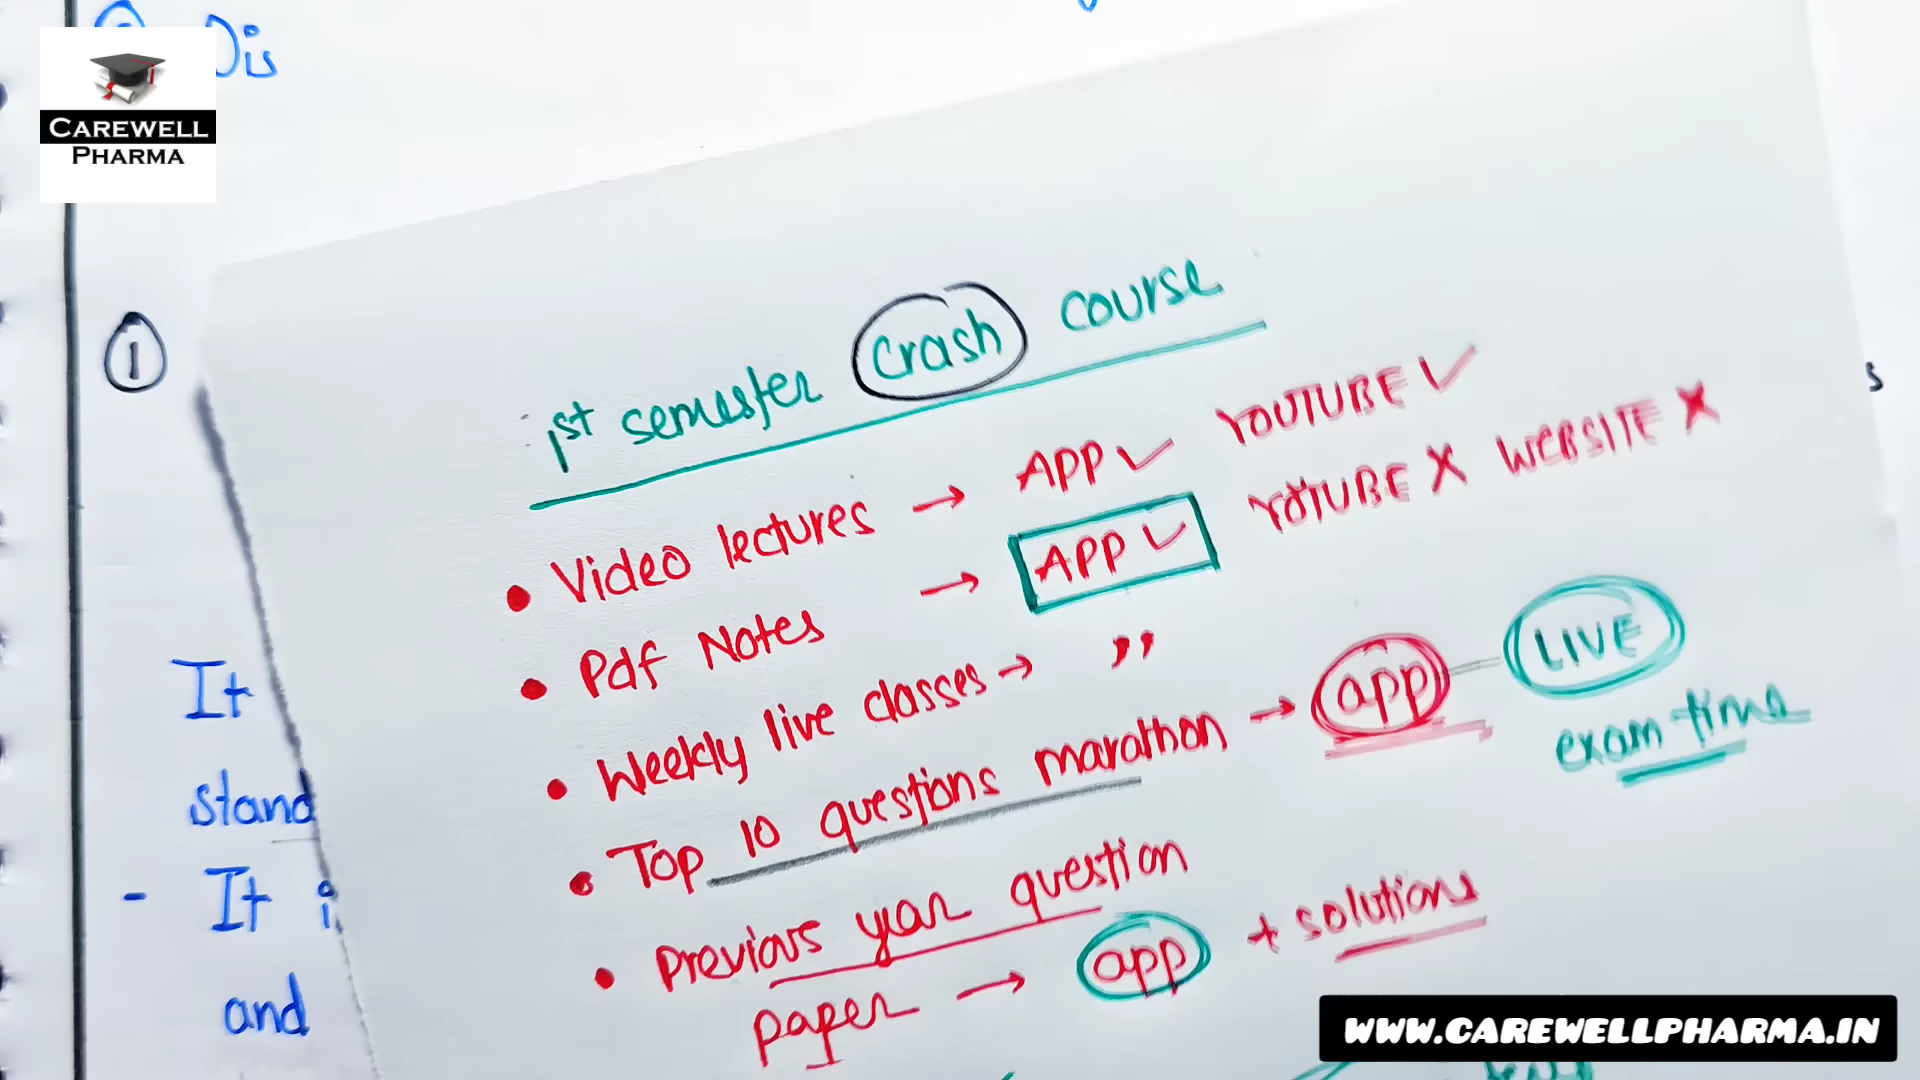 Dis
CAREWELL
PHARMA
1st semester crash course
1
• Video lectures → APP ✓ YOUTUBE ✓
• Pdf Notes → APP ✓ YOTUBE X WEBSITE X
• Weekly live classes → ,,
• Top 10 questions marathon → app - LIVE
exam time
• Previous year question
paper → app + solutions
It
stand
- It i
and
s
WWW.CAREWELLPHARMA.IN